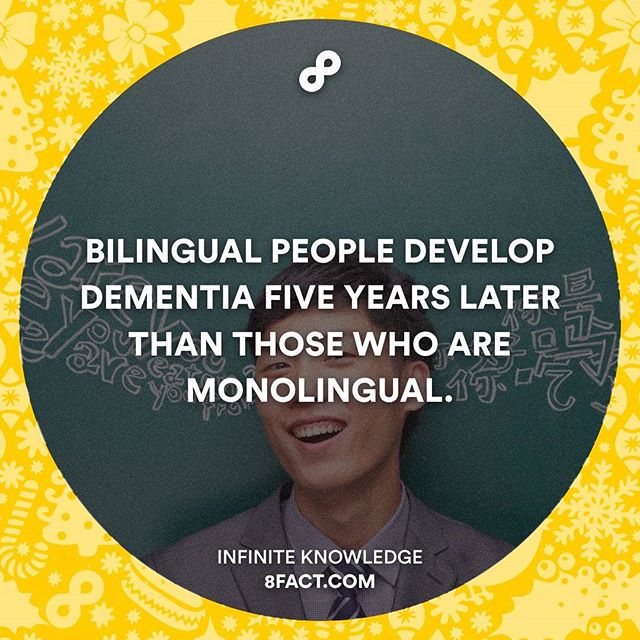 BILINGUAL PEOPLE DEVELOP
DEMENTIA FIVE YEARS LATER
THAN THOSE WHO ARE
MONOLINGUAL.
INFINITE KNOWLEDGE
8FACT.COM